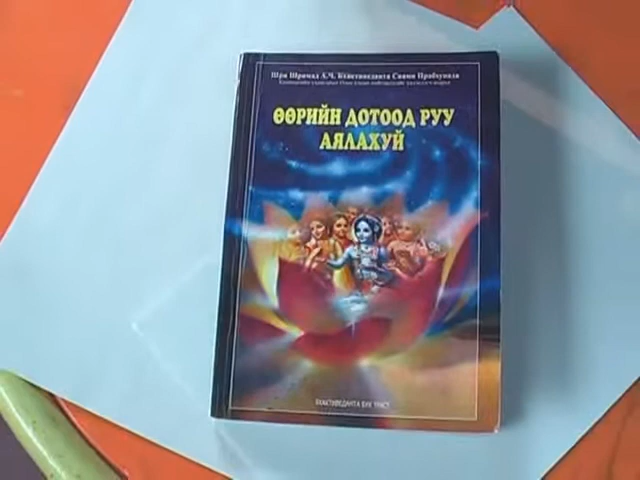 Шри Шримад А.Ч. Бхактиведанта Свами Прабхупада
ӨӨРИЙН ДОТООД РУУ
АЯЛАХУЙ
БХАКТИВЕДАНТА БУК ТРАСТ